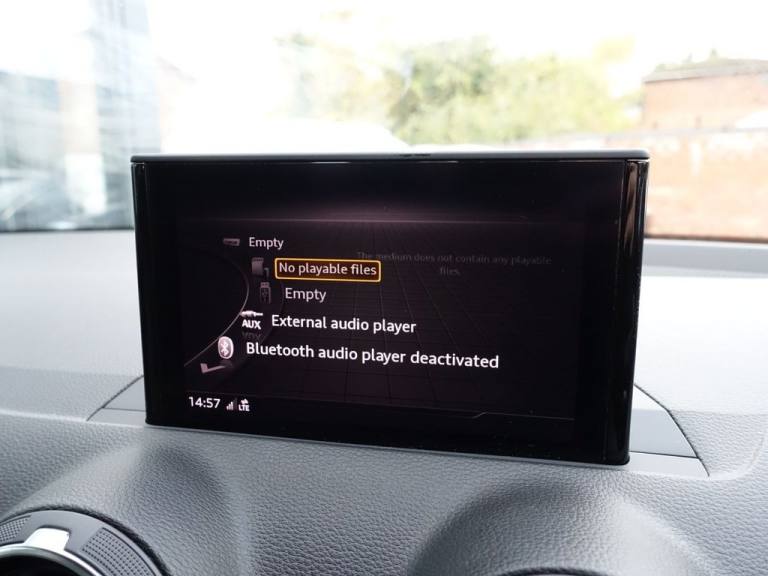 Empty
The medium does not contain any playable
files.
No playable files
Empty
AUX External audio player
Bluetooth audio player deactivated
14:57 LTE